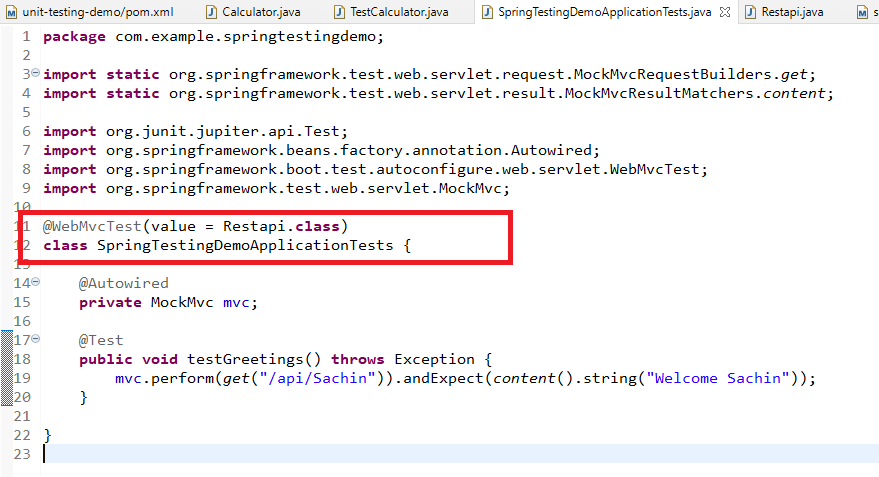 unit-testing-demo/pom.xml Calculator.java TestCalculator.java SpringTestingDemoApplicationTests.java Restapi.java s
1 package com.example.springtestingdemo;
2
3 import static org.springframework.test.web.servlet.request.MockMvcRequestBuilders.get;
4 import static org.springframework.test.web.servlet.result.MockMvcResultMatchers.content;
5
6 import org.junit.jupiter.api.Test;
7 import org.springframework.beans.factory.annotation.Autowired;
8 import org.springframework.boot.test.autoconfigure.web.servlet.WebMvcTest;
9 import org.springframework.test.web.servlet.MockMvc;
10
11 @WebMvcTest(value = Restapi.class)
12 class SpringTestingDemoApplicationTests {
13
14 @Autowired
15 private MockMvc mvc;
16
17 @Test
18 public void testGreetings() throws Exception {
19 mvc.perform(get("/api/Sachin")).andExpect(content().string("Welcome Sachin"));
20 }
21
22 }
23